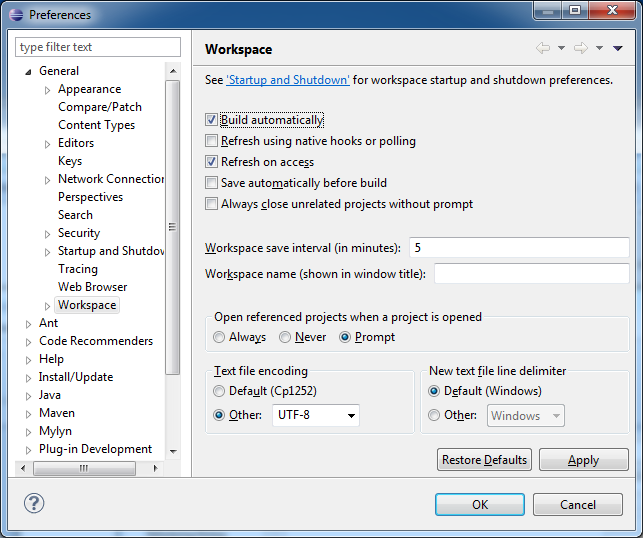 Preferences
type filter text
General
Appearance
Compare/Patch
Content Types
Editors
Keys
Network Connection
Perspectives
Search
Security
Startup and Shutdow
Tracing
Web Browser
Workspace
Ant
Code Recommenders
Help
Install/Update
Java
Maven
Mylyn
Plug-in Development
Workspace
See 'Startup and Shutdown' for workspace startup and shutdown preferences.
Build automatically
Refresh using native hooks or polling
Refresh on access
Save automatically before build
Always close unrelated projects without prompt
Workspace save interval (in minutes): 5
Workspace name (shown in window title):
Open referenced projects when a project is opened
Always Never Prompt
Text file encoding
Default (Cp1252)
Other: UTF-8
New text file line delimiter
Default (Windows)
Other: Windows
Restore Defaults Apply
OK Cancel